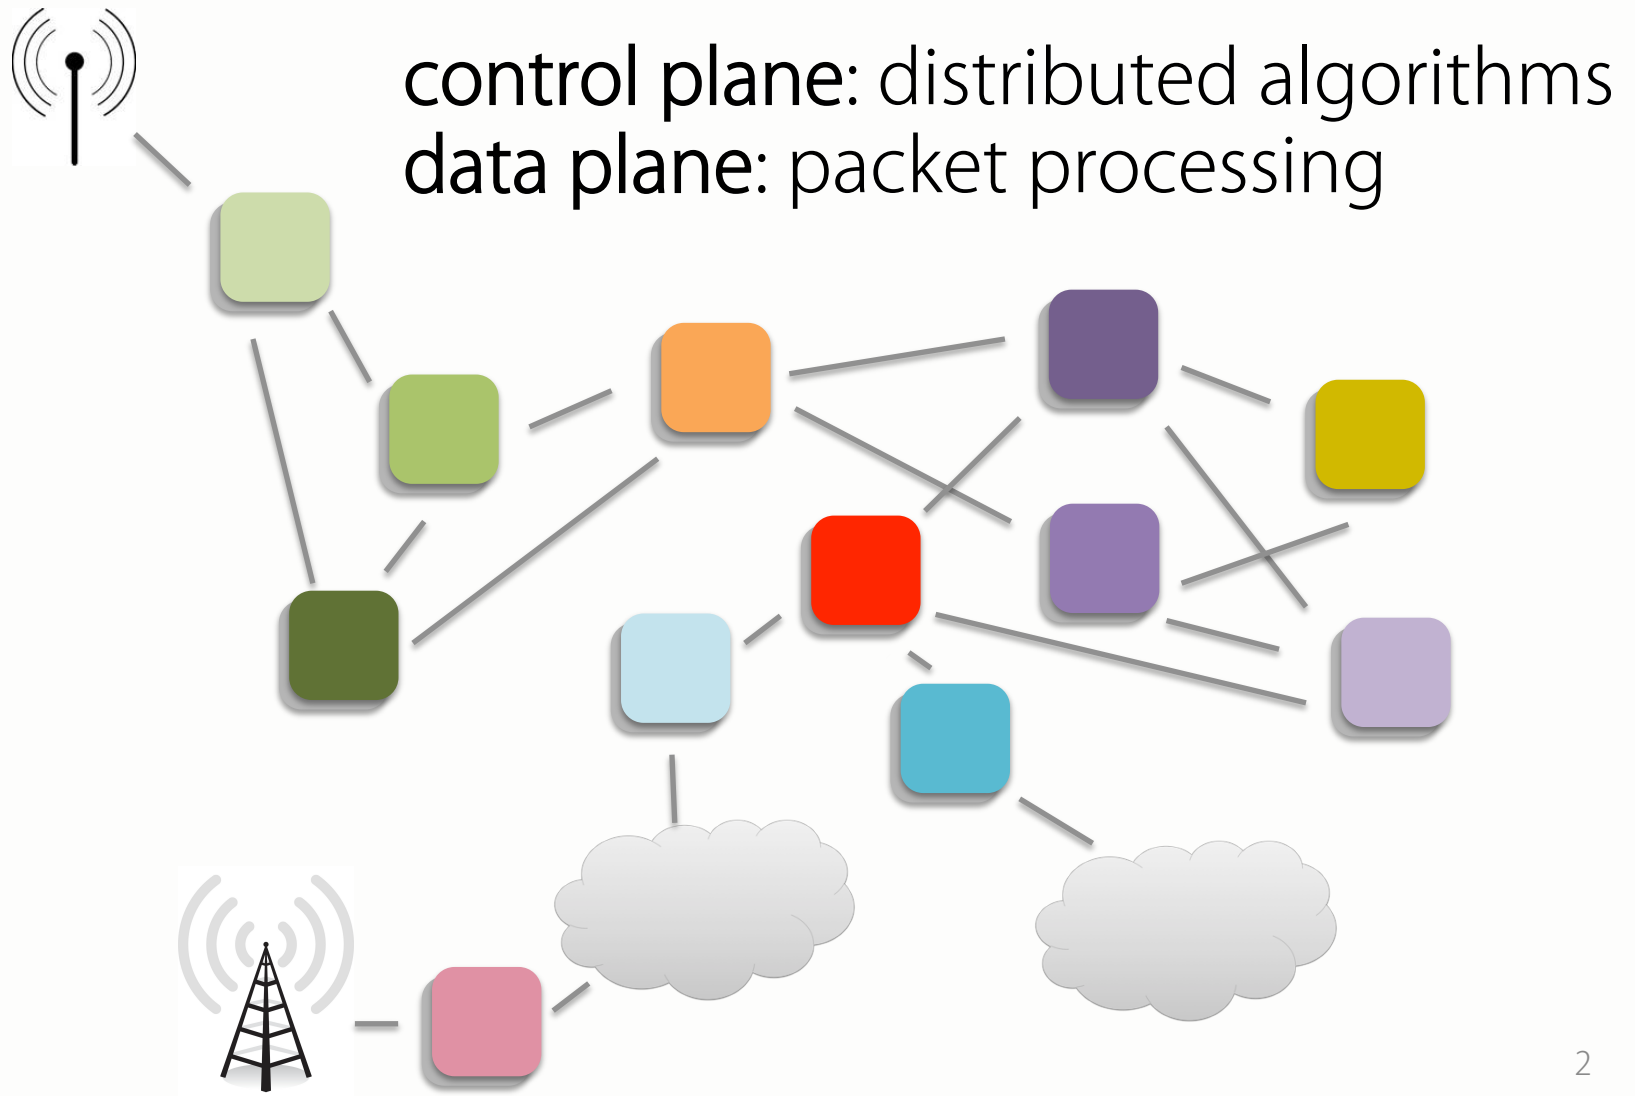 control plane: distributed algorithms
data plane: packet processing
2